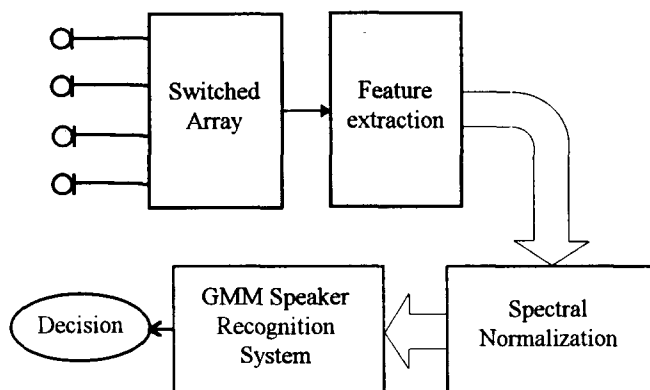 Switched
Array
Feature
extraction
Spectral
Normalization
GMM Speaker
Recognition
System
Decision